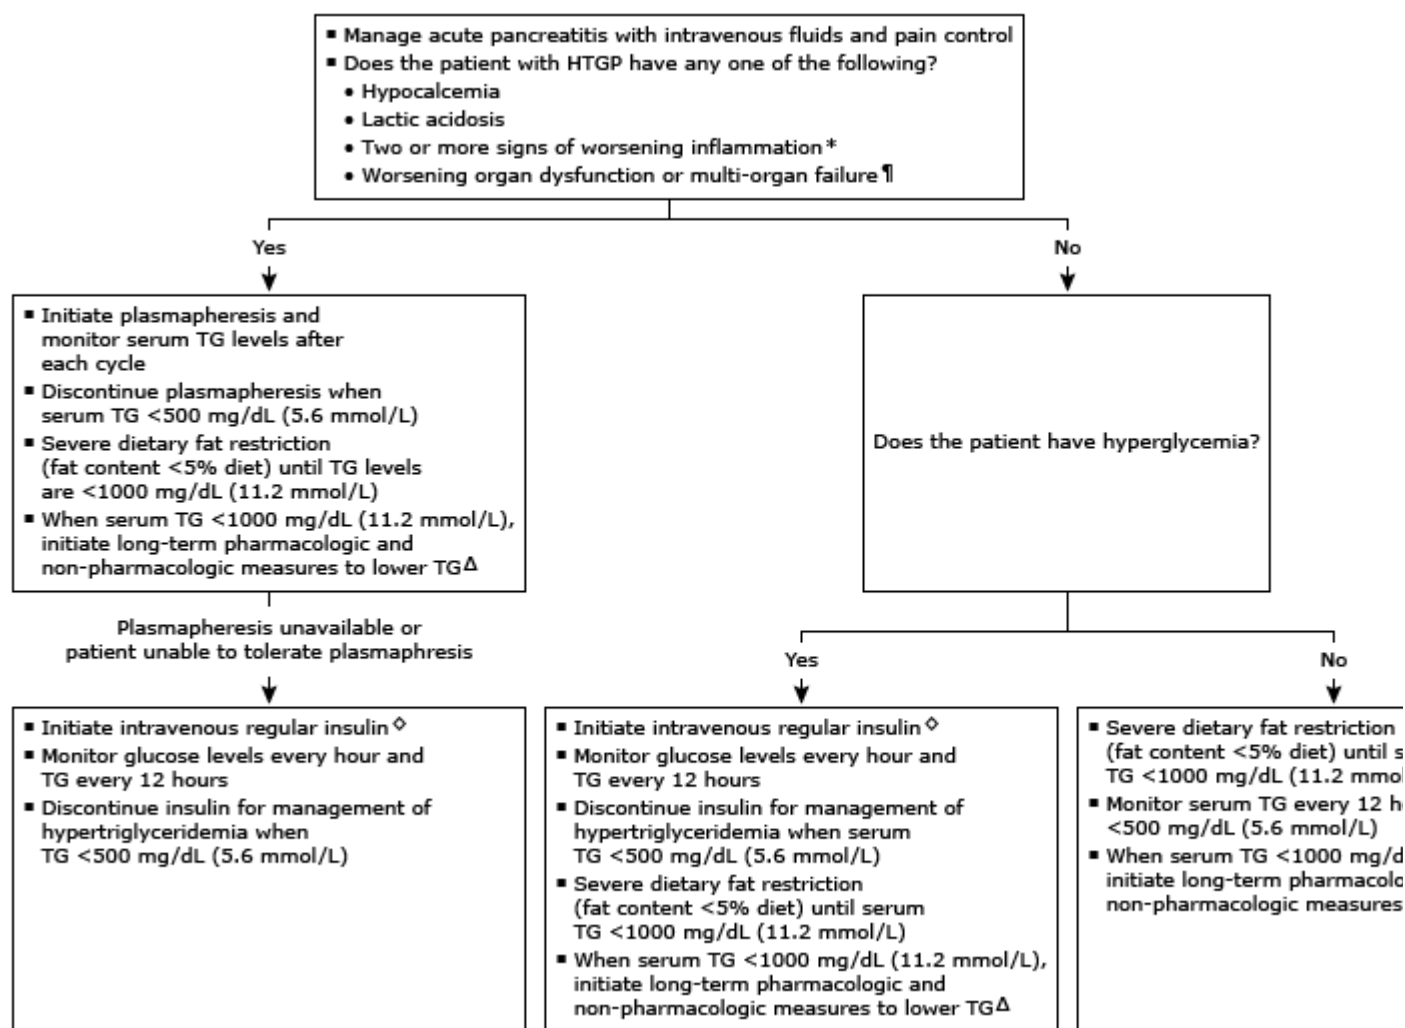 ▪ Manage acute pancreatitis with intravenous fluids and pain control
▪ Does the patient with HTGP have any one of the following?
• Hypocalcemia
• Lactic acidosis
• Two or more signs of worsening inflammation*
• Worsening organ dysfunction or multi-organ failure¶
Yes
No
▪ Initiate plasmapheresis and
monitor serum TG levels after
each cycle
▪ Discontinue plasmapheresis when
serum TG <500 mg/dL (5.6 mmol/L)
▪ Severe dietary fat restriction
(fat content <5% diet) until TG levels
are <1000 mg/dL (11.2 mmol/L)
▪ When serum TG <1000 mg/dL (11.2 mmol/L),
initiate long-term pharmacologic and
non-pharmacologic measures to lower TGΔ
Does the patient have hyperglycemia?
Plasmapheresis unavailable or
patient unable to tolerate plasmaphresis
Yes
No
▪ Initiate intravenous regular insulin◇
▪ Monitor glucose levels every hour and
TG every 12 hours
▪ Discontinue insulin for management of
hypertriglyceridemia when
TG <500 mg/dL (5.6 mmol/L)
▪ Initiate intravenous regular insulin◇
▪ Monitor glucose levels every hour and
TG every 12 hours
▪ Discontinue insulin for management of
hypertriglyceridemia when serum
TG <500 mg/dL (5.6 mmol/L)
▪ Severe dietary fat restriction
(fat content <5% diet) until serum
TG <1000 mg/dL (11.2 mmol/L)
▪ When serum TG <1000 mg/dL (11.2 mmol/L),
initiate long-term pharmacologic and
non-pharmacologic measures to lower TGΔ
▪ Severe dietary fat restriction
(fat content <5% diet) until
TG <1000 mg/dL (11.2
▪ Monitor serum TG every 12
<500 mg/dL (5.6 mmol/L)
▪ When serum TG <1000
initiate long-term
non-pharmacologic measures